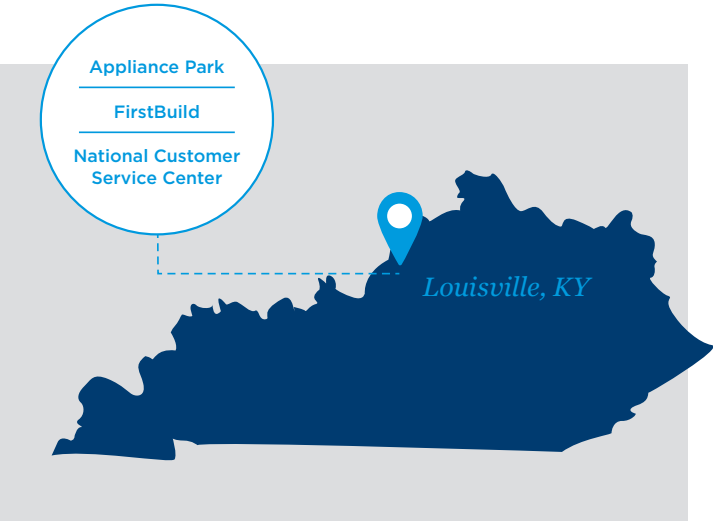 Appliance Park
FirstBuild
National Customer
Service Center
Louisville, KY